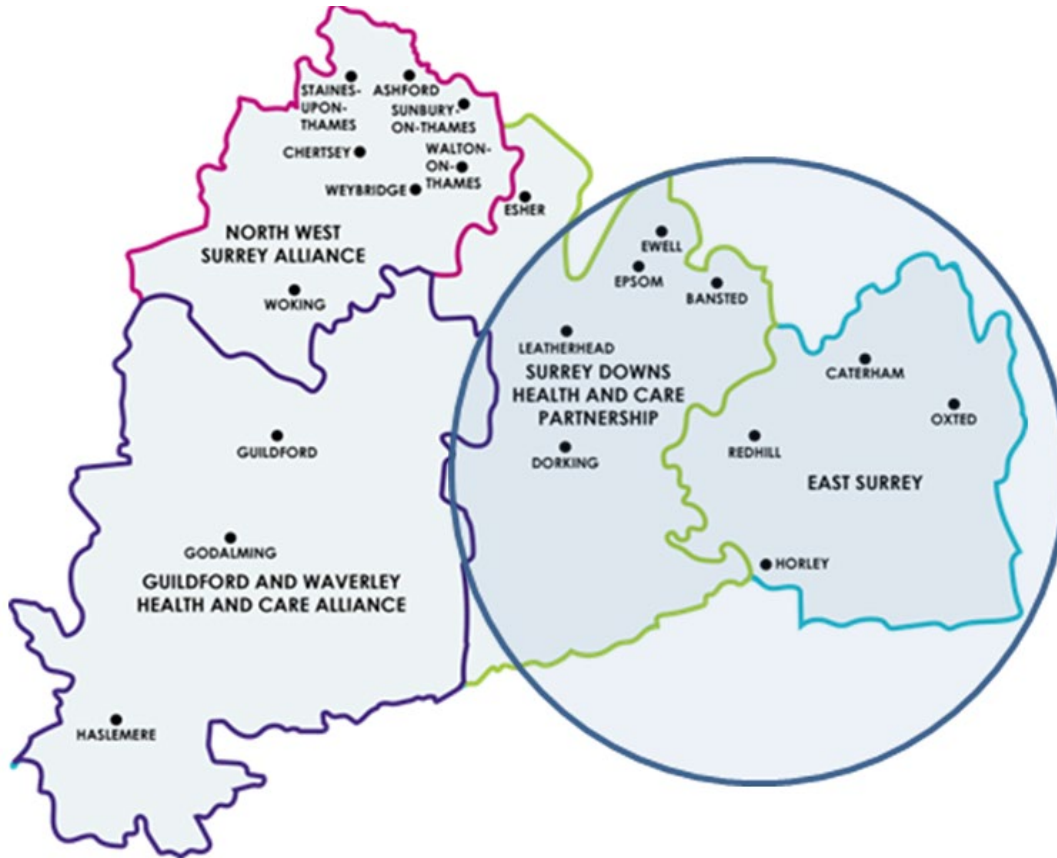 STAINES-
UPON-
THAMES
ASHFORD
SUNBURY-
ON-THAMES
CHERTSEY
WALTON-
ON-
THAMES
WEYBRIDGE
ESHER
NORTH WEST
SURREY ALLIANCE
WOKING
EWELL
EPSOM
BANSTED
LEATHERHEAD
SURREY DOWNS
HEALTH AND CARE
PARTNERSHIP
DORKING
CATERHAM
OXTED
REDHILL
EAST SURREY
HORLEY
GUILDFORD
GODALMING
GUILDFORD AND WAVERLEY
HEALTH AND CARE ALLIANCE
HASLEMERE